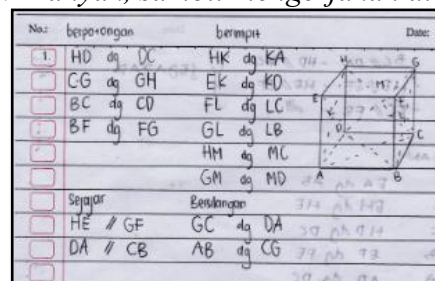 No.: berpotongan berimpit Date:
1. HD dg DC HK dg KA
CG dg GH EK dg KD
BC dg CD FL dg LC
BF dg FG GL dg LB
HM dg MC
GM dg MD
Sejajar Bersilangan
HE // GF GC dg DA
DA // CB AB dg CG
H G
M
E
K
D C
A B